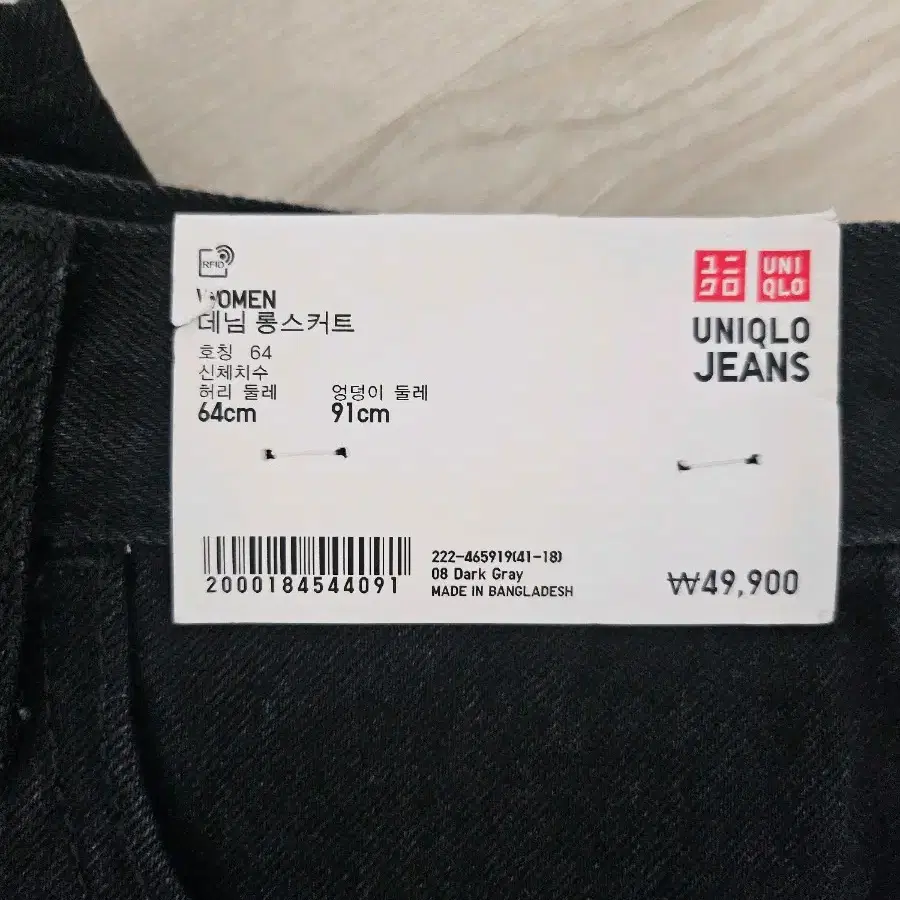 RFID
WOMEN
데님 롱스커트
호칭 64
신체치수
허리 둘레 엉덩이 둘레
64cm 91cm
ユニ
クロ
UNI
QLO
UNIQLO
JEANS
2000184544091
222-465919(41-18)
08 Dark Gray
MADE IN BANGLADESH
₩49,900